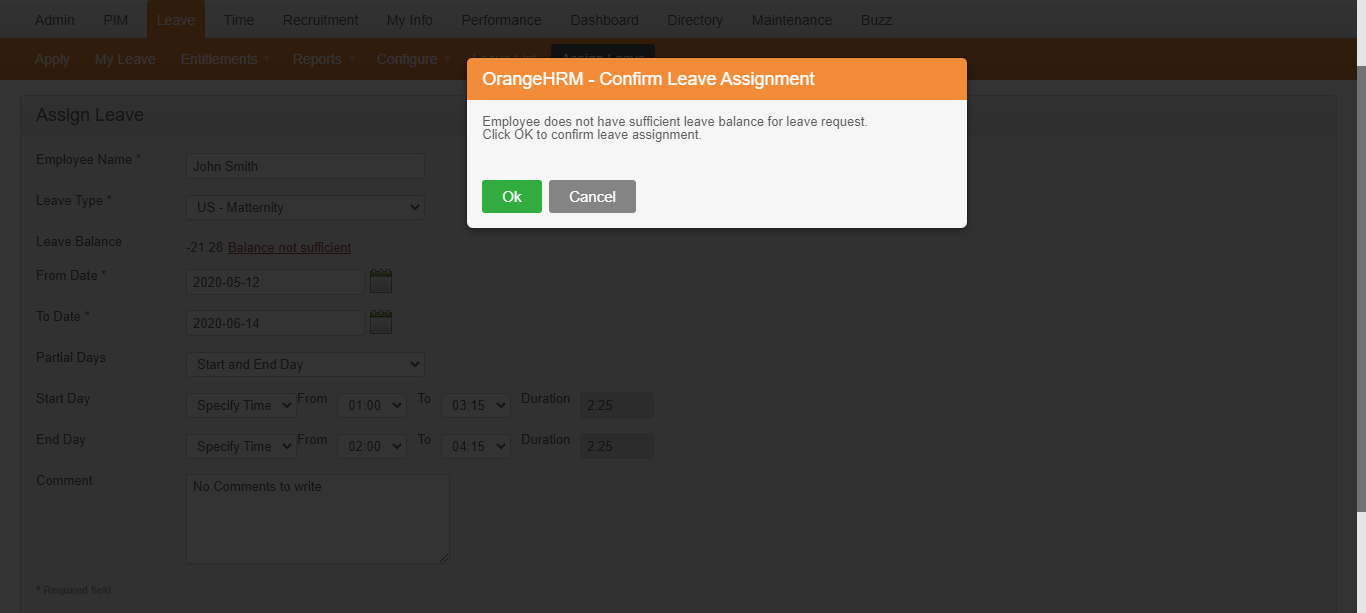 Admin PIM Leave Time Recruitment My Info Performance Dashboard Directory Maintenance Buzz
Apply My Leave Entitlements Reports Configure Leave List Assign Leave
OrangeHRM - Confirm Leave Assignment
Employee does not have sufficient leave balance for leave request.
Click OK to confirm leave assignment.
Ok Cancel
Assign Leave
Employee Name * John Smith
Leave Type * US - Matternity
Leave Balance -21.28 Balance not sufficient
From Date * 2020-05-12
To Date * 2020-06-14
Partial Days Start and End Day
Start Day Specify Time From 01:00 To 03:15 Duration 2.25
End Day Specify Time From 02:00 To 04:15 Duration 2.25
Comment No Comments to write
* Required field